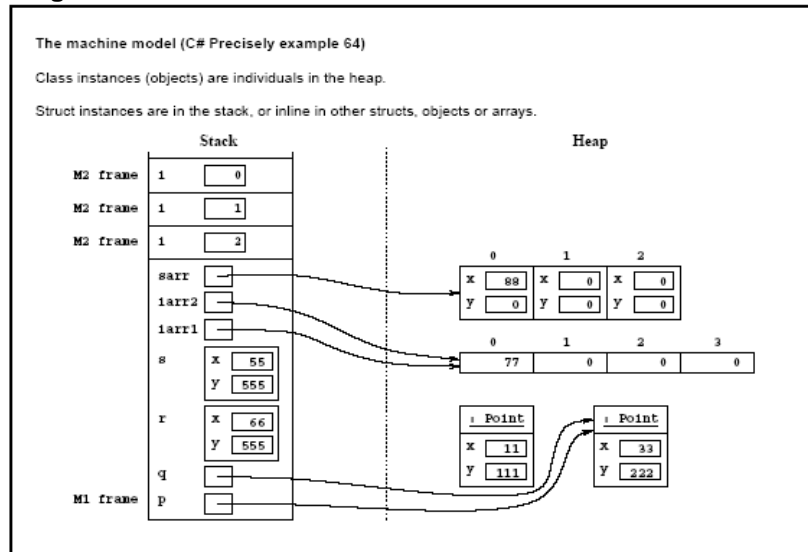 The machine model (C# Precisely example 64)
Class instances (objects) are individuals in the heap.
Struct instances are in the stack, or inline in other structs, objects or arrays.
Stack Heap
M2 frame i 0
M2 frame i 1
M2 frame i 2
0 1 2
sarr x 88 x 0 x 0
y 0 y 0 y 0
iarr2
iarr1
0 1 2 3
77 0 0 0
s x 55
y 555
r x 66
y 555
: Point : Point
x 11 x 33
y 111 y 222
q
M1 frame p